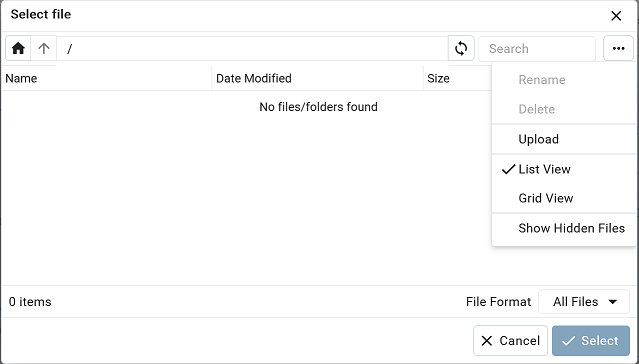 Select file
/
Search
Name Date Modified Size
No files/folders found
Rename
Delete
Upload
List View
Grid View
Show Hidden Files
0 items File Format All Files
Cancel Select